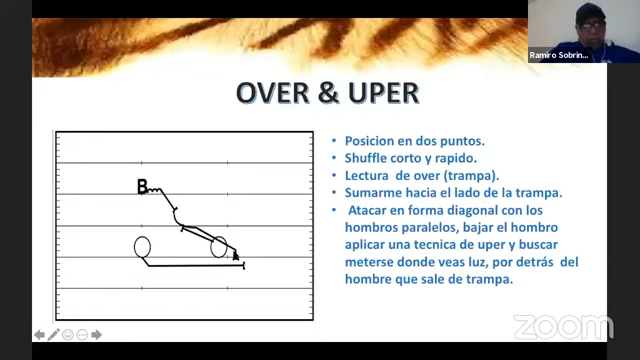 Ramiro Sobrin...
OVER & UPER
• Posicion en dos puntos.
• Shuffle corto y rapido.
• Lectura de over (trampa).
• Sumarme hacia el lado de la trampa.
• Atacar en forma diagonal con los
hombros paralelos, bajar el hombro
aplicar una tecnica de uper y buscar
meterse donde veas luz, por detrás del
hombre que sale de trampa.
B
zoom